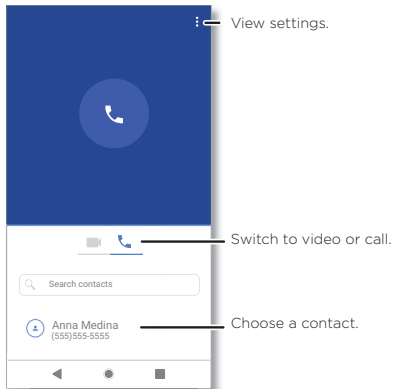 View settings.
Switch to video or call.
Search contacts
Choose a contact.
Anna Medina
(555)555-5555